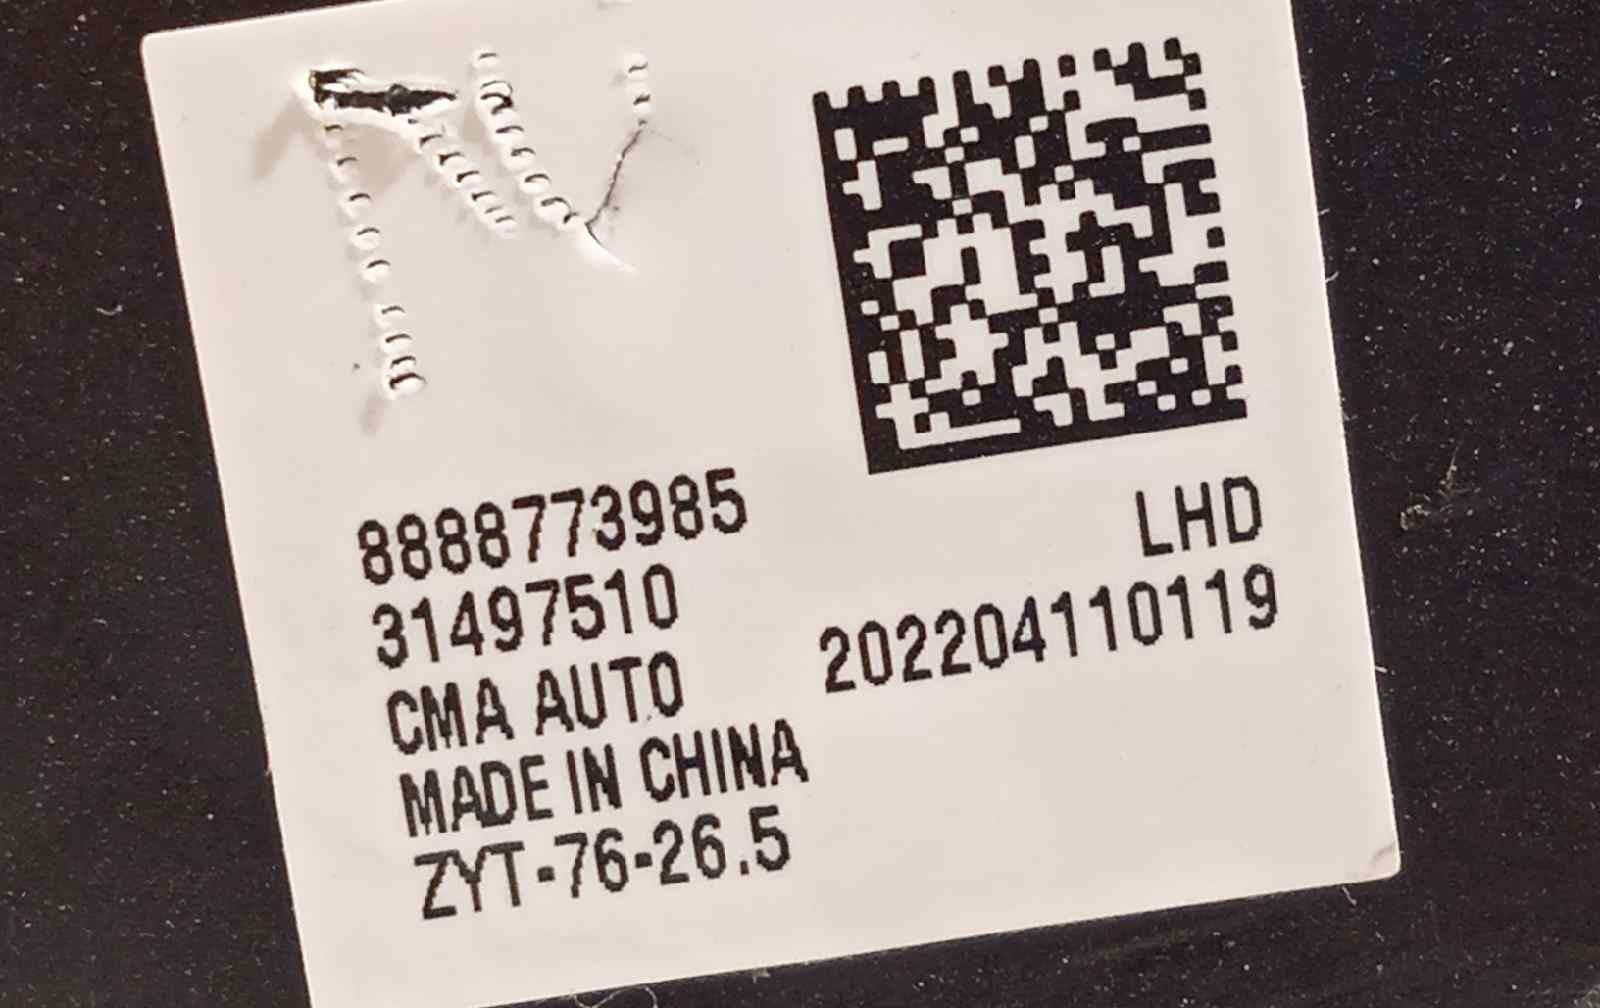 8888773985
LHD
31497510
202204110119
CMA AUTO
MADE IN CHINA
ZYT-76-26.5